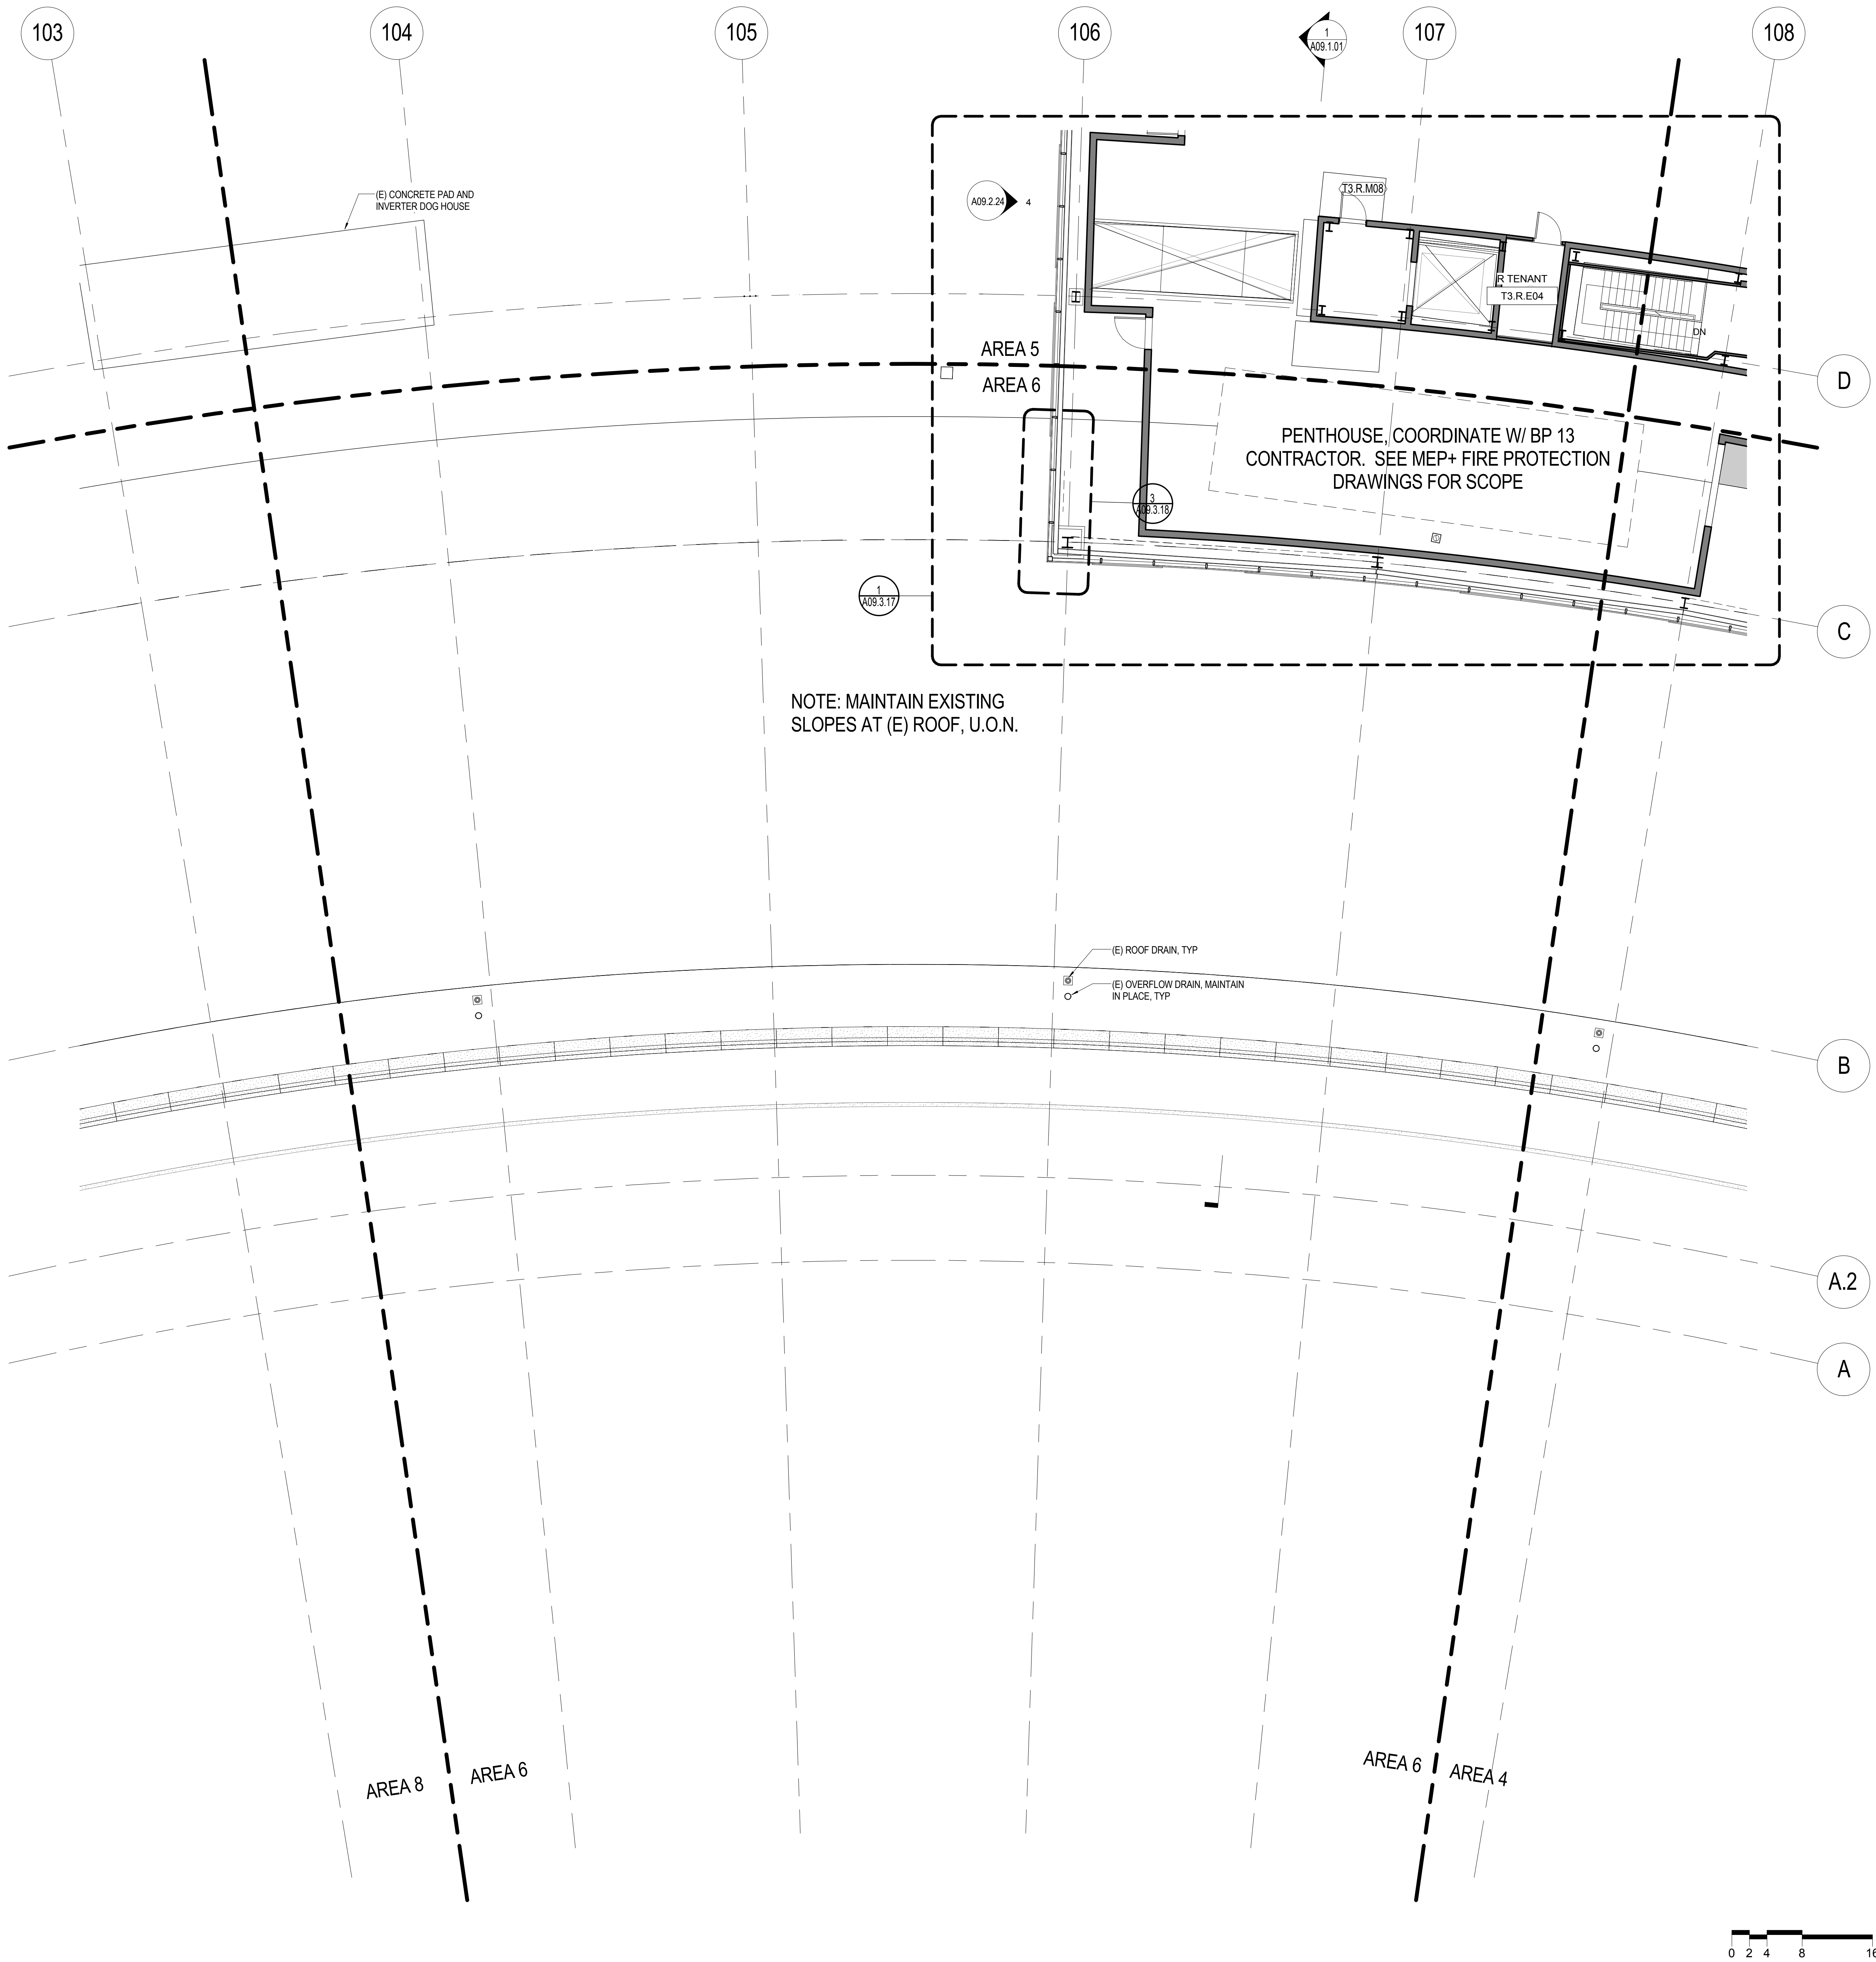 103
104
105
106
1
A09.1.01
107
108
(E) CONCRETE PAD AND
INVERTER DOG HOUSE
A09.2.24
4
T3.R.M08
R TENANT
T3.R.E04
DN
AREA 5
AREA 6
D
PENTHOUSE, COORDINATE W/ BP 13
CONTRACTOR. SEE MEP+ FIRE PROTECTION
DRAWINGS FOR SCOPE
3
A09.3.18
1
A09.3.17
C
NOTE: MAINTAIN EXISTING
SLOPES AT (E) ROOF, U.O.N.
(E) ROOF DRAIN, TYP
(E) OVERFLOW DRAIN, MAINTAIN
IN PLACE, TYP
B
A.2
A
AREA 8
AREA 6
AREA 6
AREA 4
0 2 4 8 16